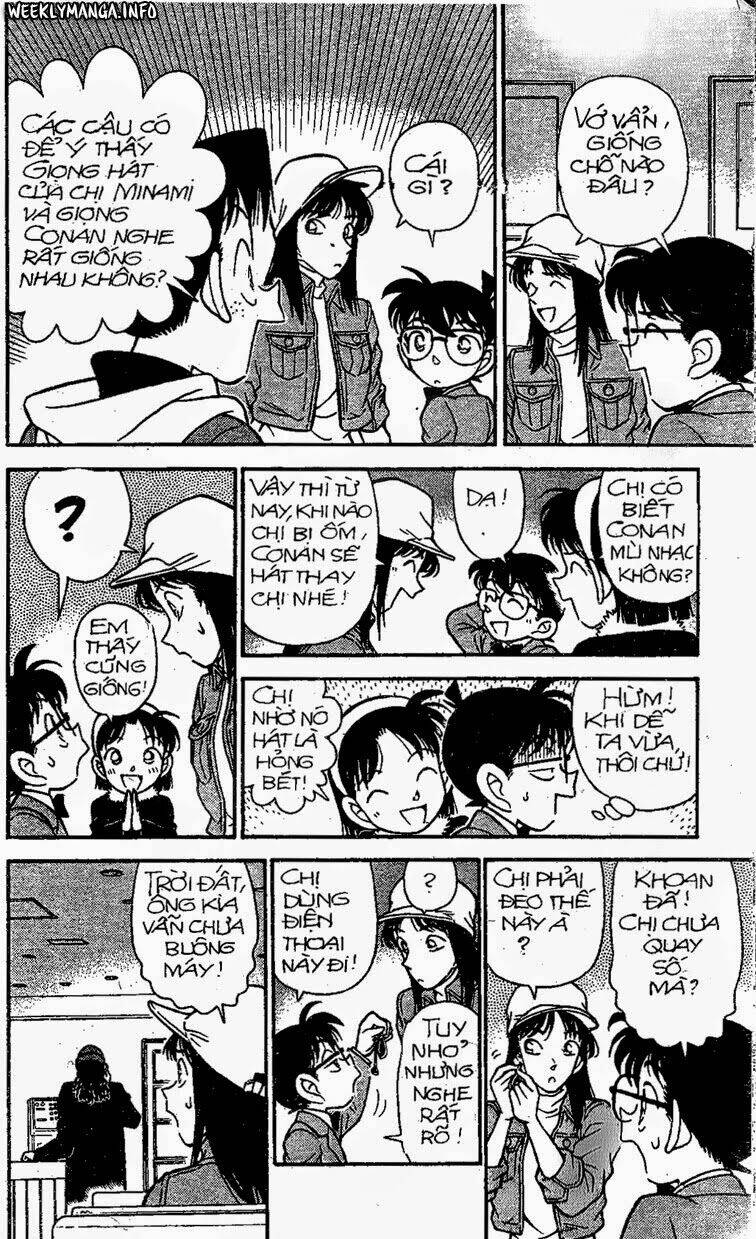 WEEKLYMANGA.INFO
CÁC CẬU CÓ
ĐỂ Ý THẤY
GIỌNG HÁT
CỦA CHỊ MINAMI
VÀ GIỌNG
CONAN NGHE
RẤT GIỐNG
NHAU KHÔNG?
CÁI
GÌ?
VỚ VẨN,
GIỐNG
CHỖ NÀO
ĐÂU?
?
EM
THẤY
CŨNG
GIỐNG!
VẬY THÌ TỪ
NAY, KHI NÀO
CHỊ BỊ ỐM,
CONAN SẼ
HÁT THAY
CHỊ NHÉ!
DẠ!
CHỊ CÓ
BIẾT
CONAN
MÙ NHẠC
KHÔNG?
CHỊ
NHỜ NÓ
HÁT LÀ
HỎNG
BÉT!
HỪM!
KHI DỄ
TA VỪA
THÔI CHỨ!
TRỜI ĐẤT,
ÔNG KIA
VẪN CHƯA
BUÔNG
MÁY!
CHỊ
DÙNG
ĐIỆN
THOẠI
NÀY ĐI!
?
TUY
NHỎ
NHƯNG
NGHE
RẤT
RÕ!
CHỊ PHẢI
ĐEO THẾ
NÀY À
?
KHOAN
ĐÃ!
CHỊ CHƯA
QUAY
SỐ
MÀ?